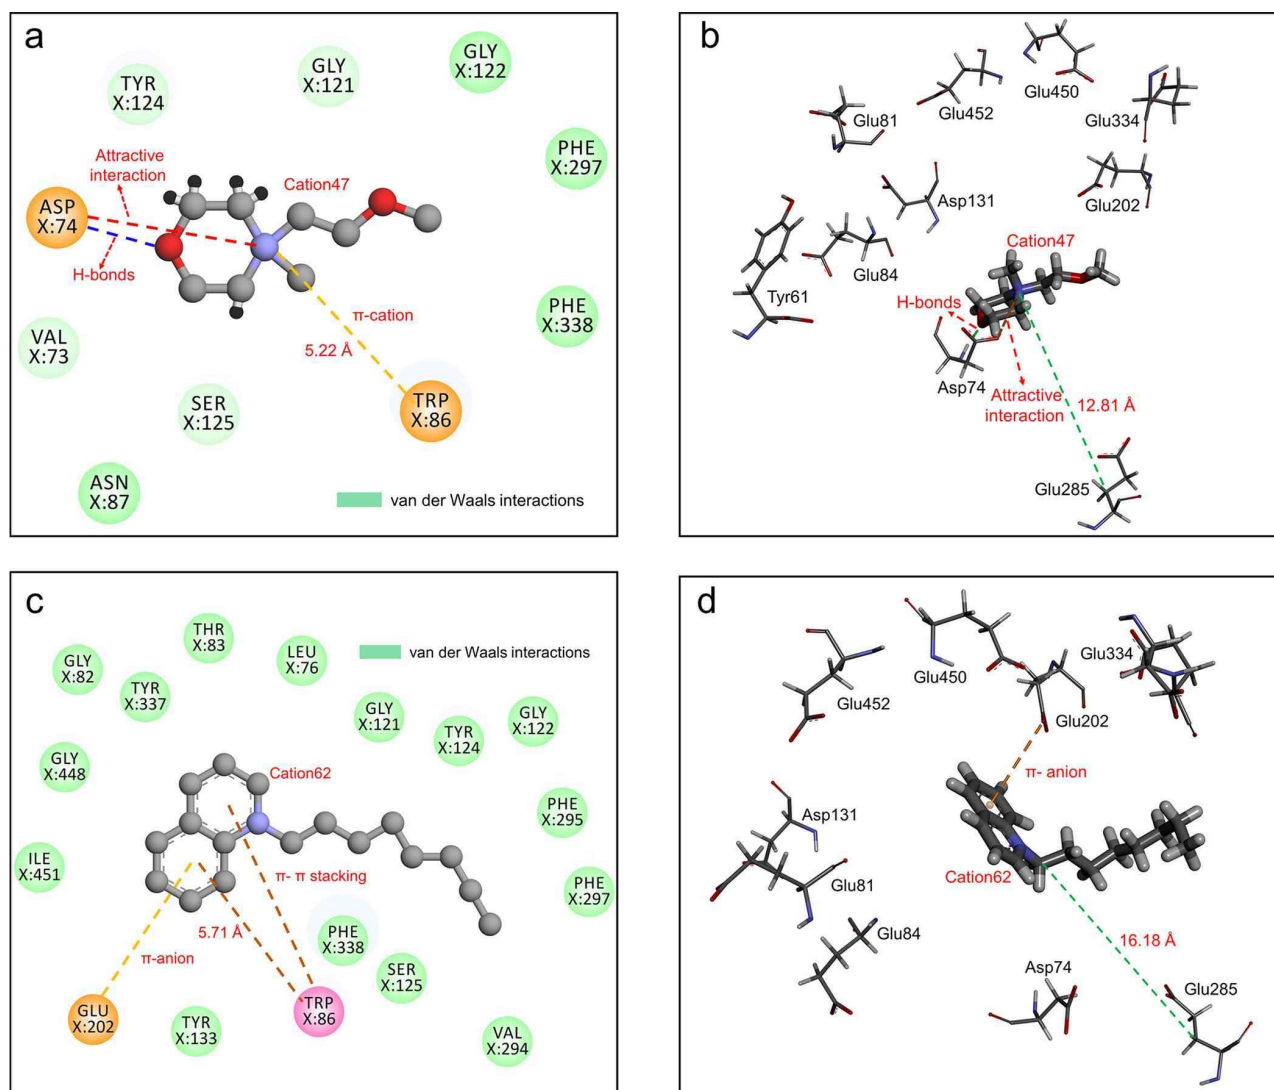 a
TYR
X:124
GLY
X:121
GLY
X:122
PHE
X:297
Attractive
interaction
Cation47
ASP
X:74
H-bonds
π-cation
PHE
X:338
VAL
X:73
5.22 Å
SER
X:125
TRP
X:86
ASN
X:87
van der Waals interactions
b
Glu450
Glu452
Glu81
Glu334
Asp131
Glu202
Cation47
Glu84
Tyr61
H-bonds
Asp74
Attractive
interaction
12.81 Å
Glu285
c
THR
X:83
LEU
X:76
van der Waals interactions
GLY
X:82
TYR
X:337
GLY
X:121
TYR
X:124
GLY
X:122
GLY
X:448
Cation62
PHE
X:295
ILE
X:451
π- π stacking
PHE
X:297
5.71 Å
π-anion
PHE
X:338
SER
X:125
GLU
X:202
TYR
X:133
TRP
X:86
VAL
X:294
d
Glu450
Glu334
Glu452
Glu202
π- anion
Asp131
Glu81
Cation62
Glu84
16.18 Å
Asp74
Glu285